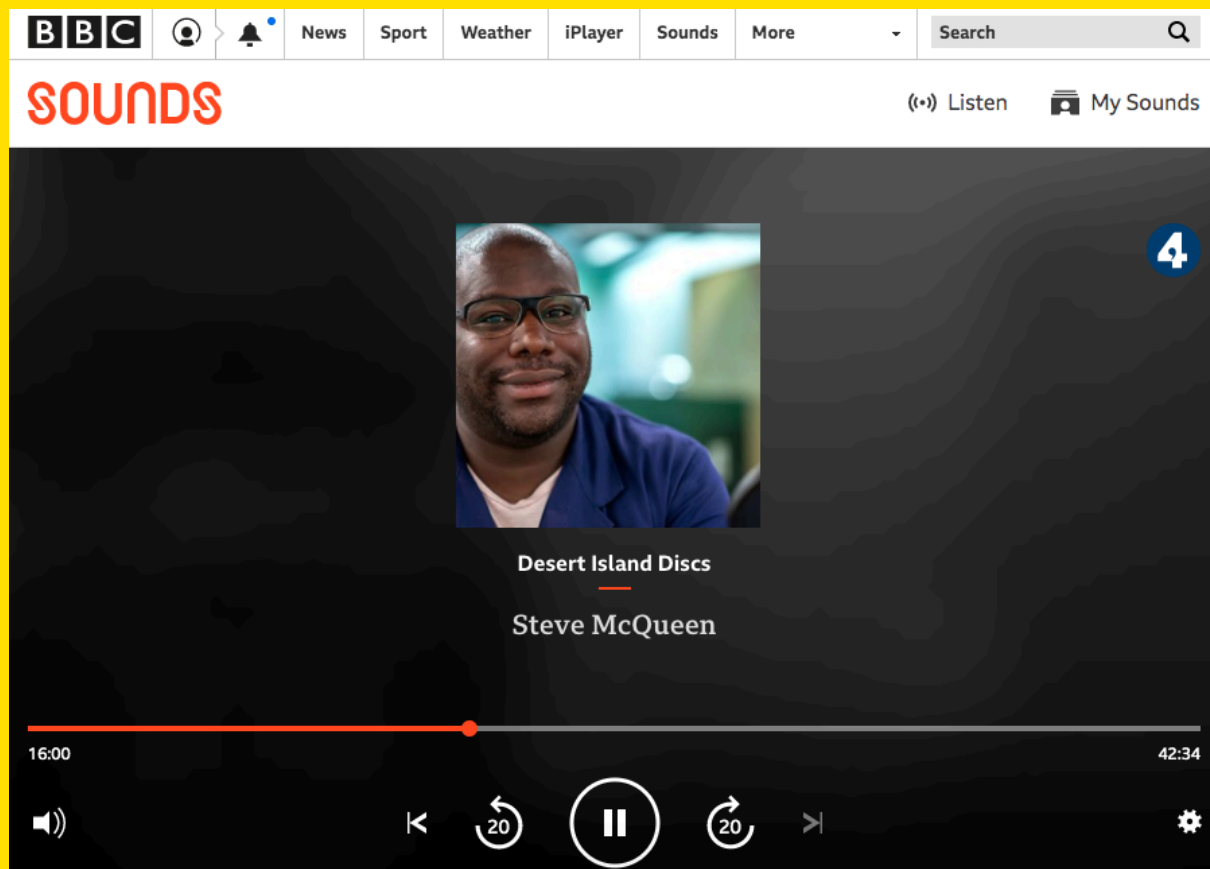 BBC News Sport Weather iPlayer Sounds More Search
SOUNDS Listen My Sounds
4
Desert Island Discs
Steve McQueen
16:00 42:34
20 20